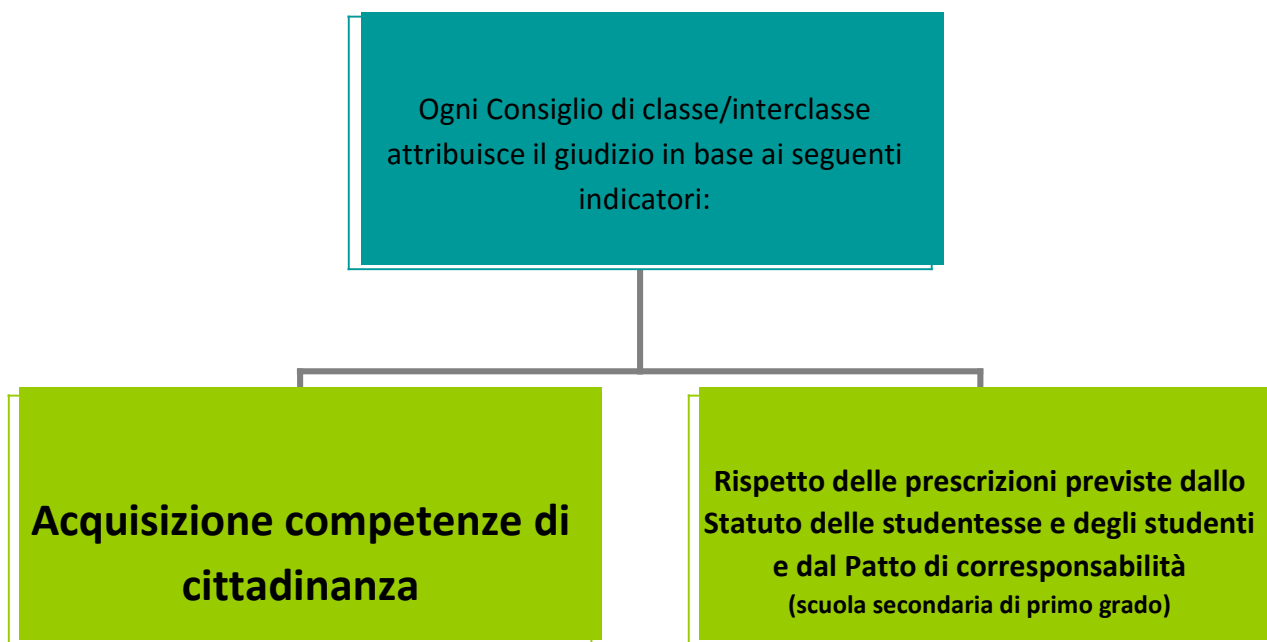 Ogni Consiglio di classe/interclasse
attribuisce il giudizio in base ai seguenti
indicatori:
Acquisizione competenze di
cittadinanza
Rispetto delle prescrizioni previste dallo
Statuto delle studentesse e degli studenti
e dal Patto di corresponsabilità
(scuola secondaria di primo grado)